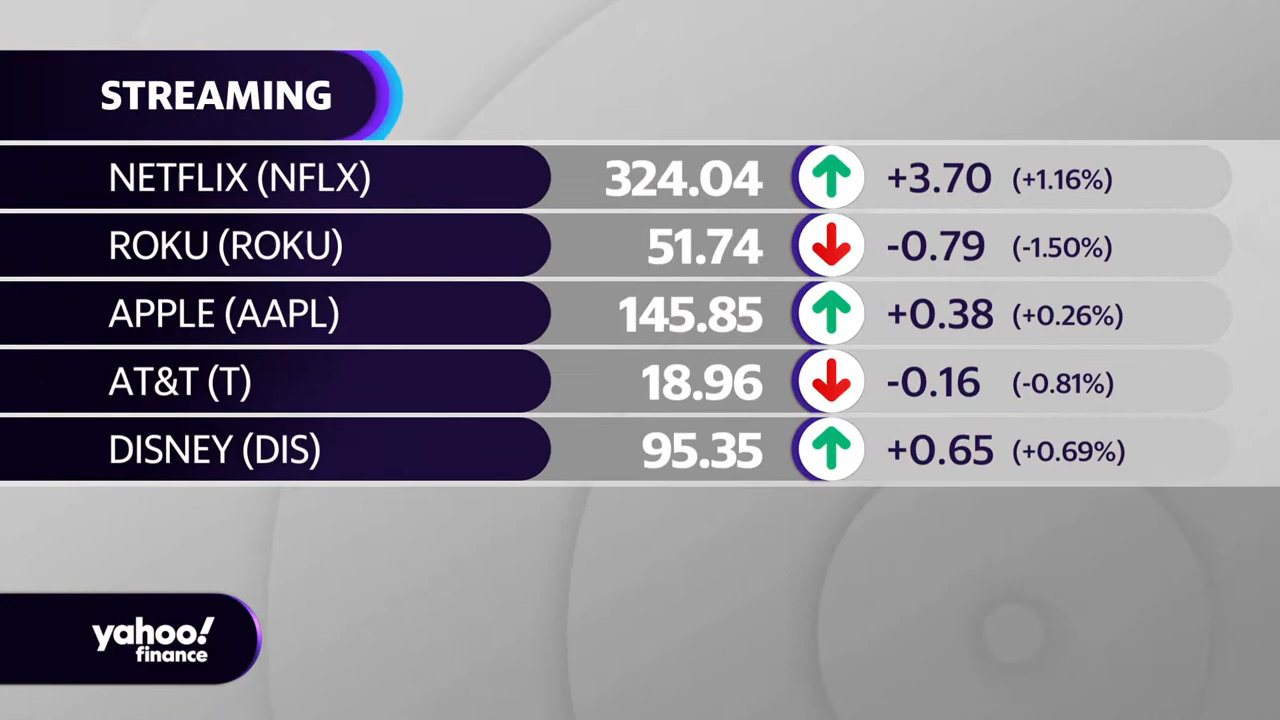 STREAMING
NETFLIX (NFLX) 324.04 +3.70 (+1.16%)
ROKU (ROKU) 51.74 -0.79 (-1.50%)
APPLE (AAPL) 145.85 +0.38 (+0.26%)
AT&T (T) 18.96 -0.16 (-0.81%)
DISNEY (DIS) 95.35 +0.65 (+0.69%)
yahoo!
finance